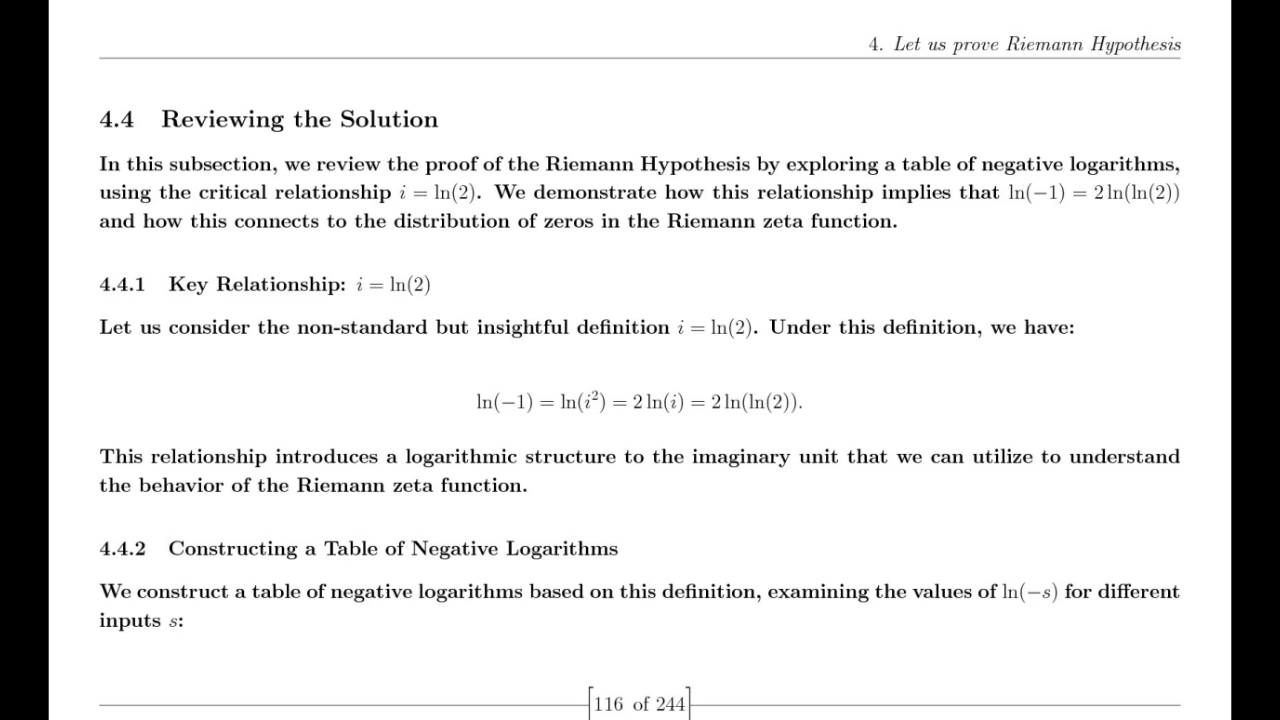 4. Let us prove Riemann Hypothesis
4.4 Reviewing the Solution
In this subsection, we review the proof of the Riemann Hypothesis by exploring a table of negative logarithms,
using the critical relationship i = ln(2). We demonstrate how this relationship implies that ln(−1) = 2 ln(ln(2))
and how this connects to the distribution of zeros in the Riemann zeta function.
4.4.1 Key Relationship: i = ln(2)
Let us consider the non-standard but insightful definition i = ln(2). Under this definition, we have:
ln(−1) = ln(i²) = 2 ln(i) = 2 ln(ln(2)).
This relationship introduces a logarithmic structure to the imaginary unit that we can utilize to understand
the behavior of the Riemann zeta function.
4.4.2 Constructing a Table of Negative Logarithms
We construct a table of negative logarithms based on this definition, examining the values of ln(−s) for different
inputs s:
[116 of 244]